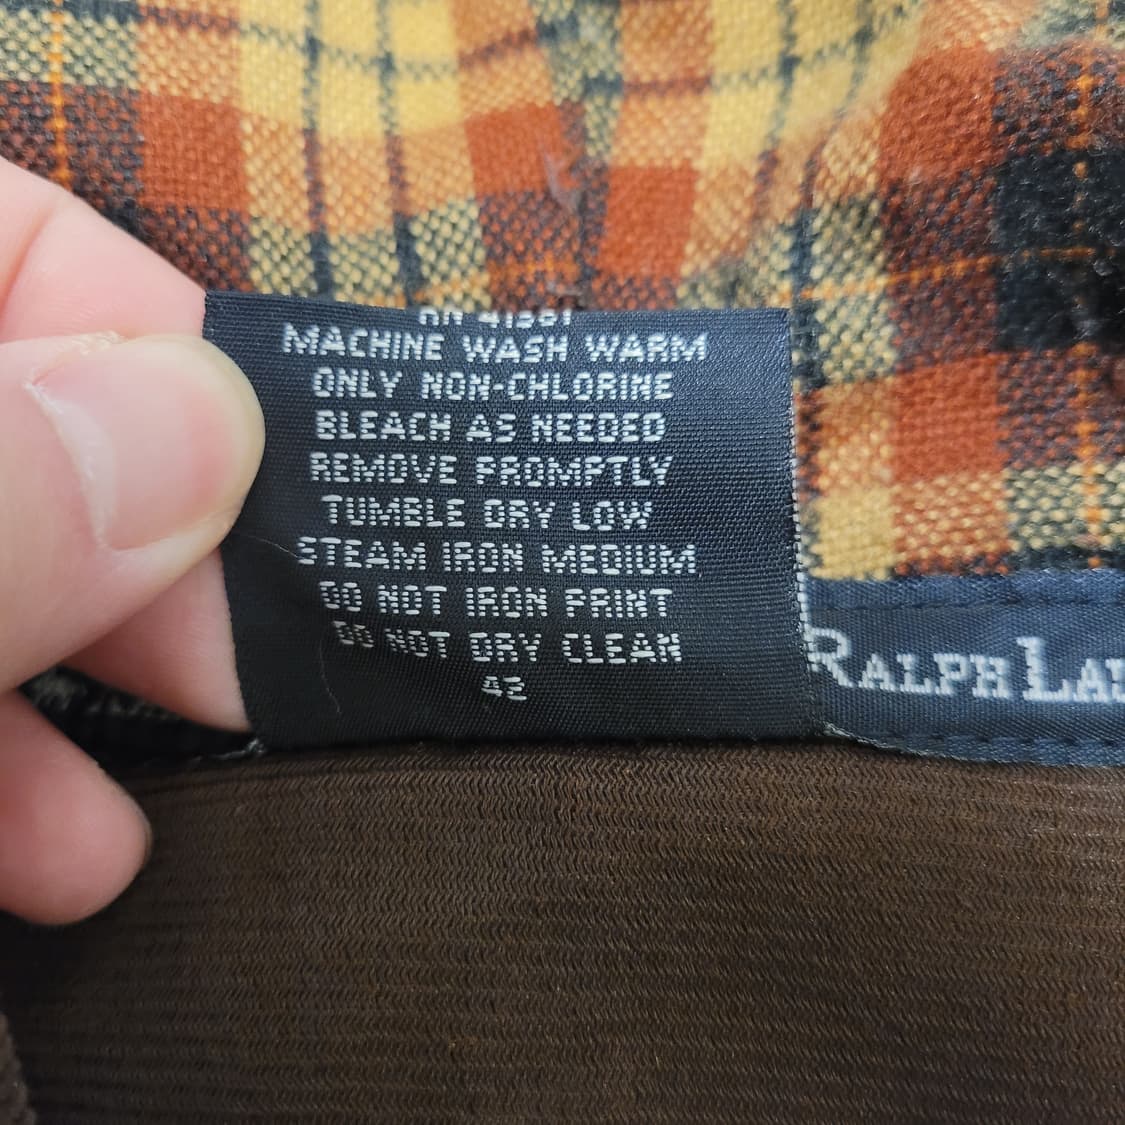 MACHINE WASH WARM
ONLY NON-CHLORINE
BLEACH AS NEEDED
REMOVE PROMPTLY
TUMBLE DRY LOW
STEAM IRON MEDIUM
DO NOT IRON PRINT
DO NOT DRY CLEAN
42
RALPH LAU